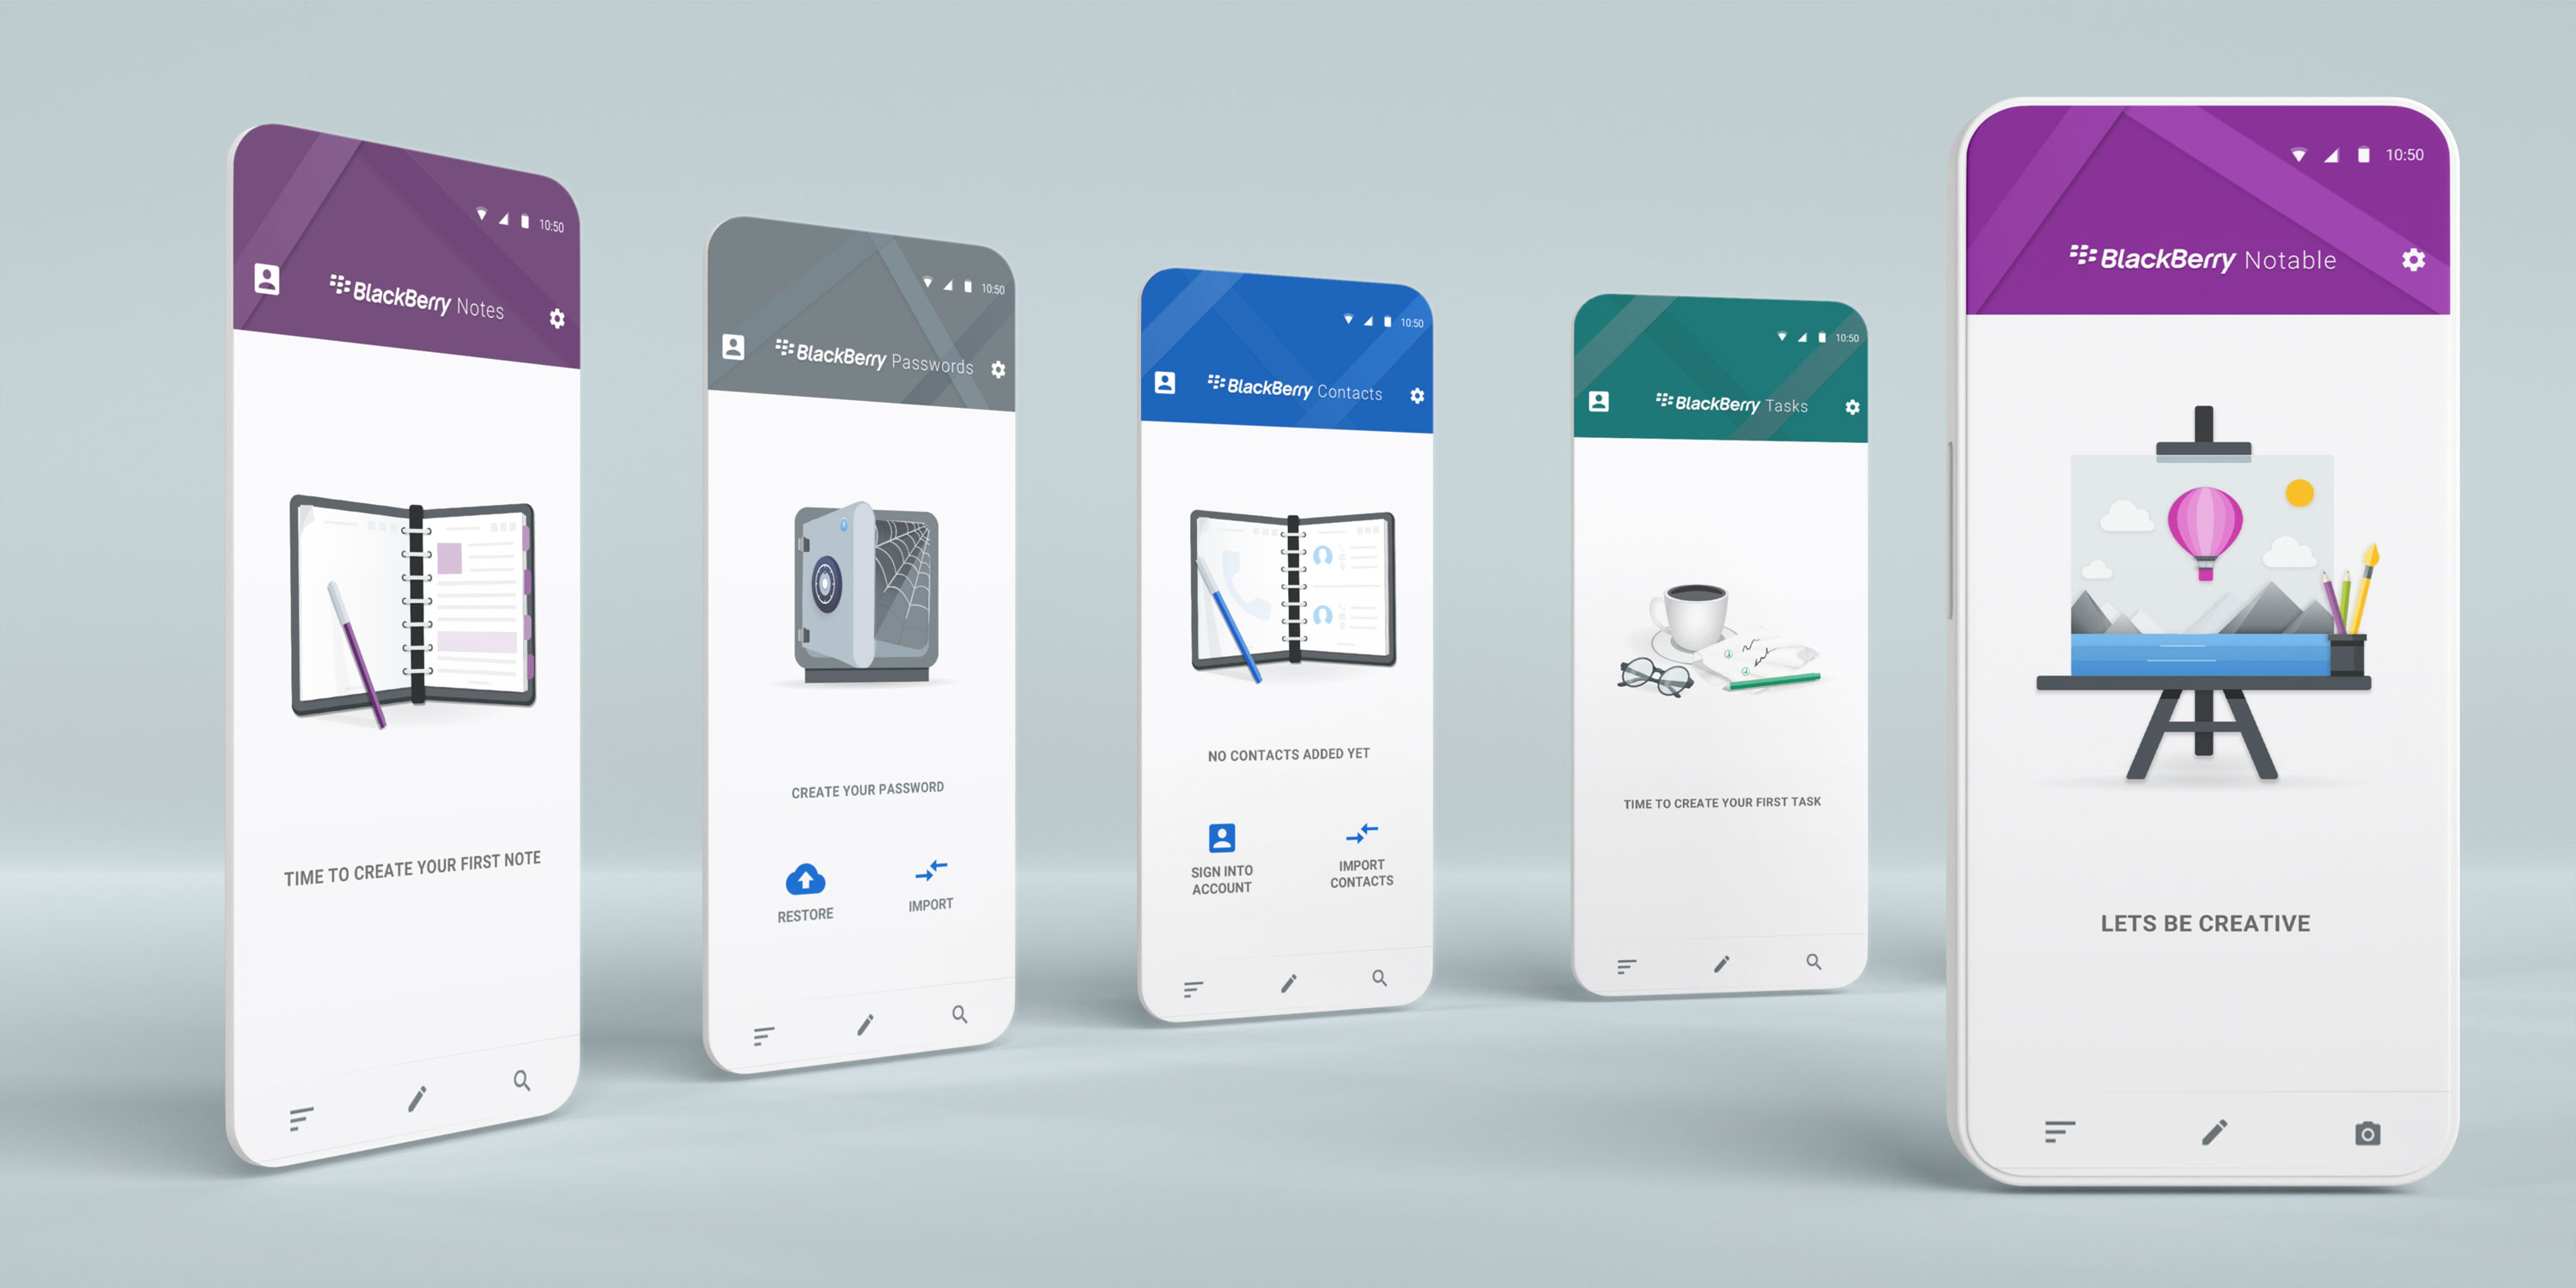 10:50
BlackBerry Notes
TIME TO CREATE YOUR FIRST NOTE
10:50
BlackBerry Passwords
CREATE YOUR PASSWORD
RESTORE
IMPORT
10:50
BlackBerry Contacts
NO CONTACTS ADDED YET
SIGN INTO
ACCOUNT
IMPORT
CONTACTS
10:50
BlackBerry Tasks
TIME TO CREATE YOUR FIRST TASK
10:50
BlackBerry Notable
LETS BE CREATIVE